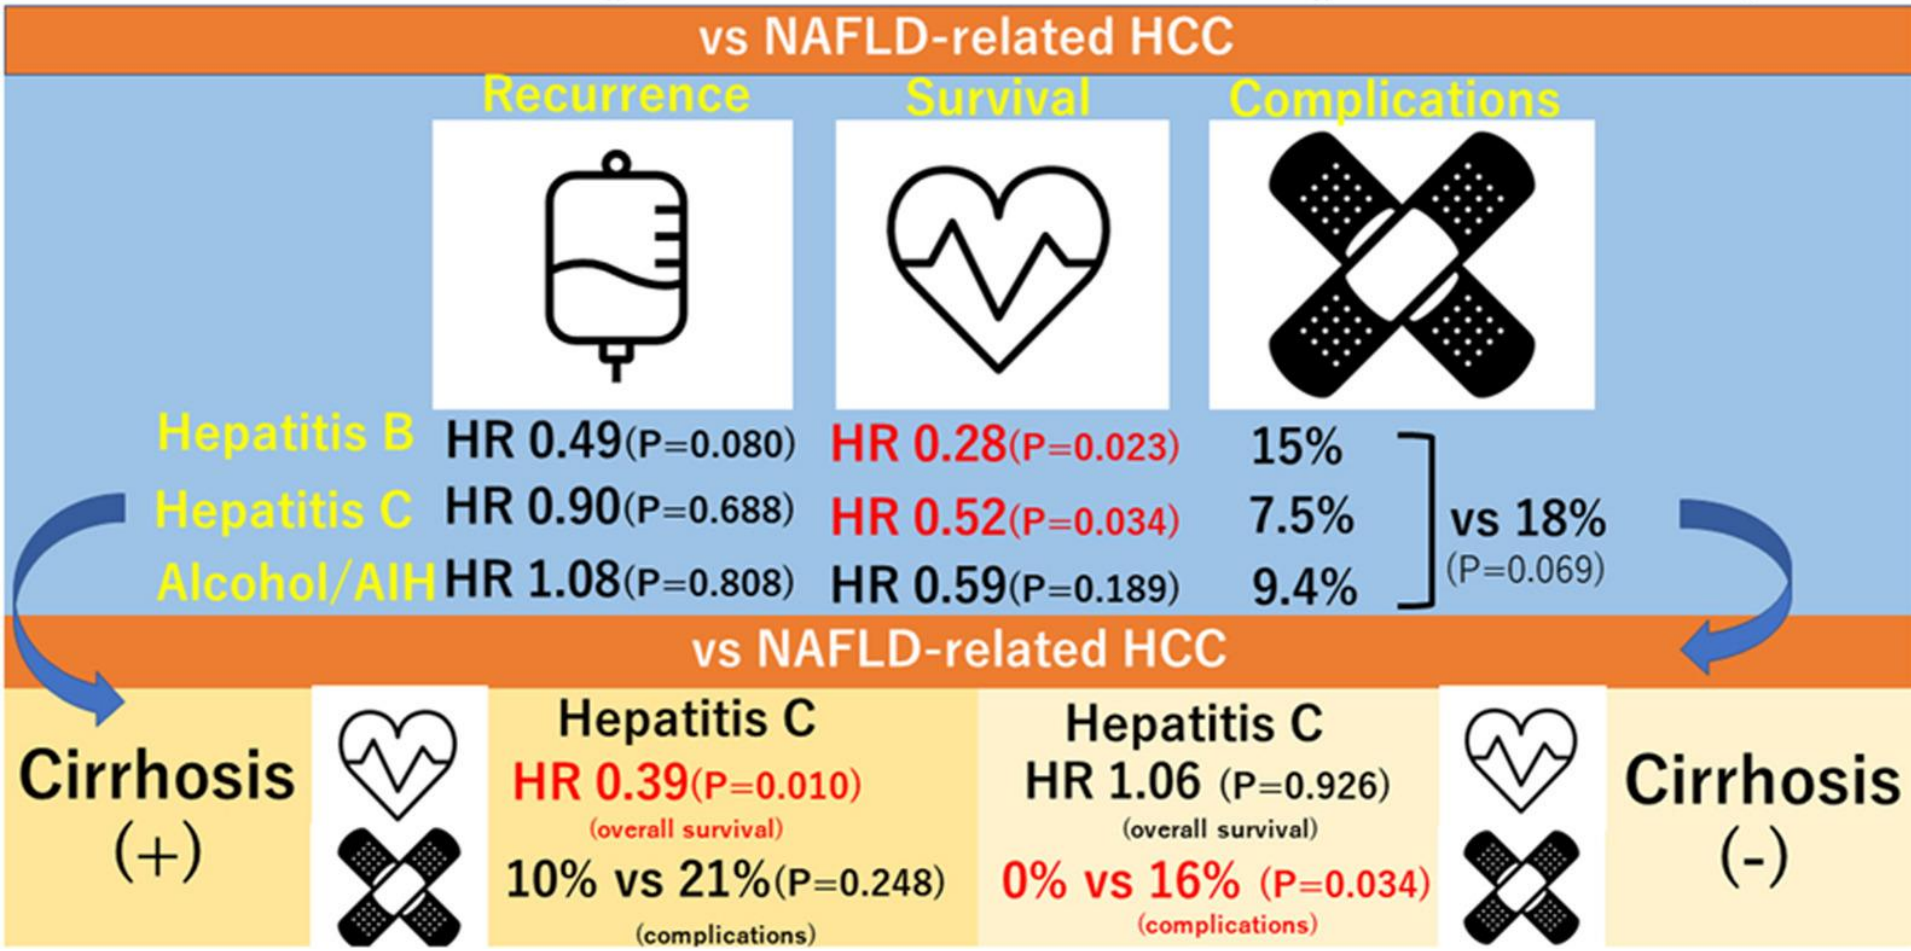 vs NAFLD-related HCC
Recurrence Survival Complications
Hepatitis B HR 0.49(P=0.080) HR 0.28(P=0.023) 15%
Hepatitis C HR 0.90(P=0.688) HR 0.52(P=0.034) 7.5% vs 18%
(P=0.069)
Alcohol/AIH HR 1.08(P=0.808) HR 0.59(P=0.189) 9.4%
vs NAFLD-related HCC
Cirrhosis
(+)
Hepatitis C
HR 0.39(P=0.010)
(overall survival)
10% vs 21%(P=0.248)
(complications)
Hepatitis C
HR 1.06 (P=0.926)
(overall survival)
0% vs 16% (P=0.034)
(complications)
Cirrhosis
(-)